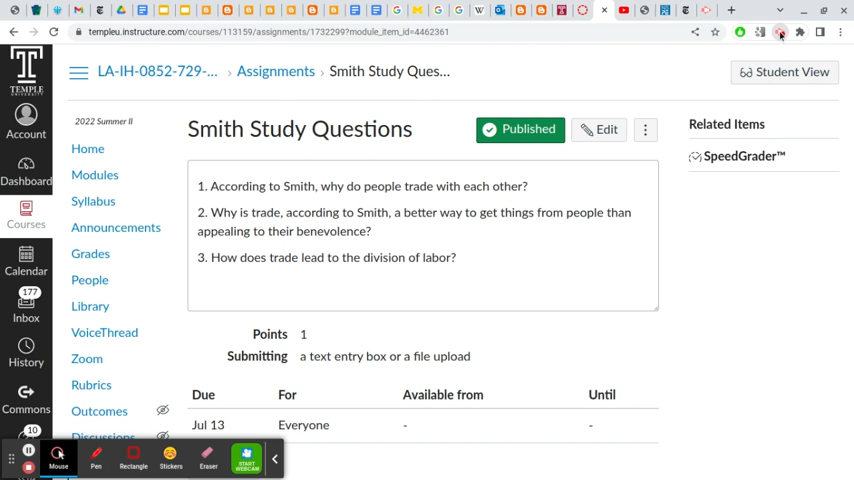 templeu.instructure.com/courses/113159/assignments/1732299?module_item_id=4462361
TEMPLE
UNIVERSITY
Account
Dashboard
Courses
Calendar
177
Inbox
History
Commons
10
LA-IH-0852-729-... › Assignments › Smith Study Ques...
Student View
2022 Summer II
Home
Modules
Syllabus
Announcements
Grades
People
Library
VoiceThread
Zoom
Rubrics
Outcomes
Discussions
Smith Study Questions
Published
Edit
1. According to Smith, why do people trade with each other?
2. Why is trade, according to Smith, a better way to get things from people than
appealing to their benevolence?
3. How does trade lead to the division of labor?
Points 1
Submitting a text entry box or a file upload
Due For Available from Until
Jul 13 Everyone - -
Related Items
SpeedGrader™
Mouse
Pen
Rectangle
Stickers
Eraser
START
WEBCAM